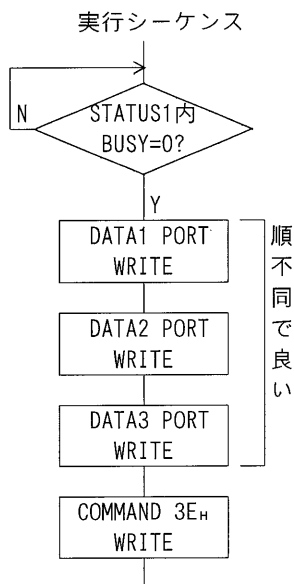 実行シーケンス
N
STATUS1内
BUSY=0?
Y
DATA1 PORT
WRITE
DATA2 PORT
WRITE
DATA3 PORT
WRITE
順不同で良い
COMMAND 3EH
WRITE